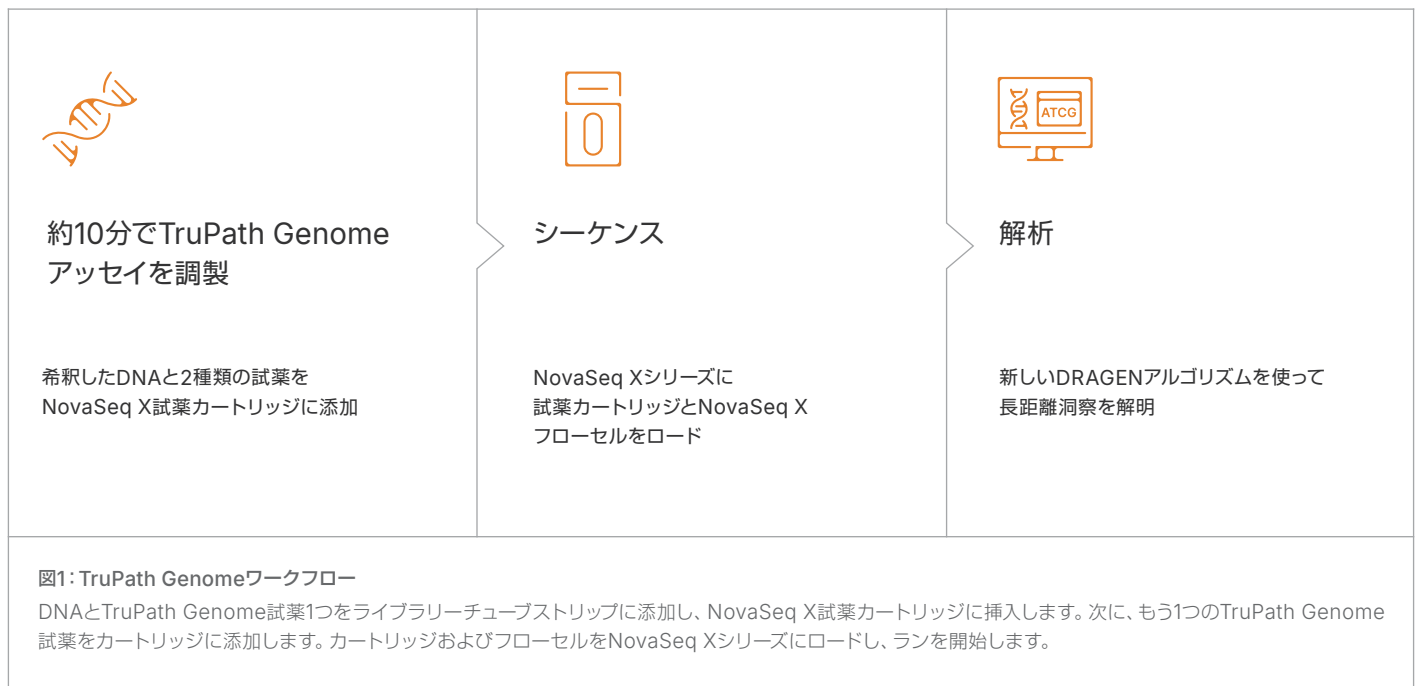 約10分でTruPath Genome
アッセイを調製
希釈したDNAと2種類の試薬を
NovaSeq X試薬カートリッジに添加
シーケンス
NovaSeq Xシリーズに
試薬カートリッジとNovaSeq X
フローセルをロード
ATCG
解析
新しいDRAGENアルゴリズムを使って
長距離洞察を解明
図1：TruPath Genomeワークフロー
DNAとTruPath Genome試薬1つをライブラリーチューブストリップに添加し、NovaSeq X試薬カートリッジに挿入します。次に、もう1つのTruPath Genome
試薬をカートリッジに添加します。カートリッジおよびフローセルをNovaSeq Xシリーズにロードし、ランを開始します。